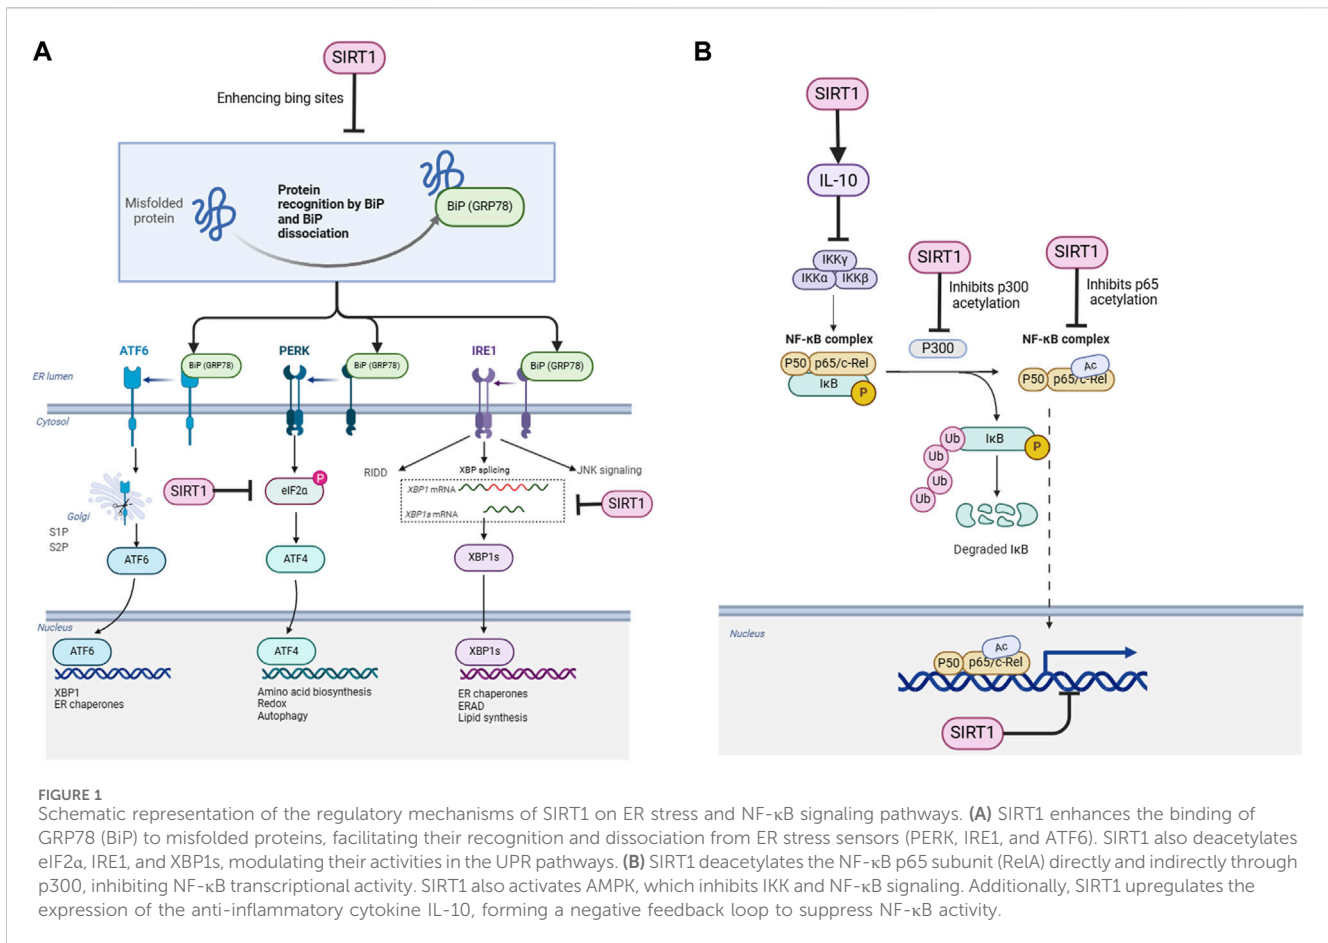 A
SIRT1
Enhancing bing sites
Misfolded
protein
Protein
recognition by BiP
and BiP
dissociation
BiP (GRP78)
ATF6
BiP (GRP78)
PERK
BiP (GRP78)
IRE1
BiP (GRP78)
ER lumen
Cytosol
RIDD
XBP splicing
JNK signaling
XBP1 mRNA
XBP1s mRNA
SIRT1
Golgi
S1P
S2P
SIRT1
eIF2α
P
ATF6
ATF4
XBP1s
Nucleus
ATF6
XBP1
ER chaperones
ATF4
Amino acid biosynthesis
Redox
Autophagy
XBP1s
ER chaperones
ERAD
Lipid synthesis
B
SIRT1
IL-10
IKKγ
IKKα
IKKβ
SIRT1
Inhibits p300
acetylation
P300
SIRT1
Inhibits p65
acetylation
NF-κB complex
P50
p65/c-Rel
IκB
P
NF-κB complex
Ac
P50
p65/c-Rel
Ub
Ub
Ub
Ub
IκB
P
Degraded IκB
Nucleus
Ac
P50
p65/c-Rel
SIRT1
FIGURE 1
Schematic representation of the regulatory mechanisms of SIRT1 on ER stress and NF-κB signaling pathways. (A) SIRT1 enhances the binding of
GRP78 (BiP) to misfolded proteins, facilitating their recognition and dissociation from ER stress sensors (PERK, IRE1, and ATF6). SIRT1 also deacetylates
eIF2α, IRE1, and XBP1s, modulating their activities in the UPR pathways. (B) SIRT1 deacetylates the NF-κB p65 subunit (RelA) directly and indirectly through
p300, inhibiting NF-κB transcriptional activity. SIRT1 also activates AMPK, which inhibits IKK and NF-κB signaling. Additionally, SIRT1 upregulates the
expression of the anti-inflammatory cytokine IL-10, forming a negative feedback loop to suppress NF-κB activity.